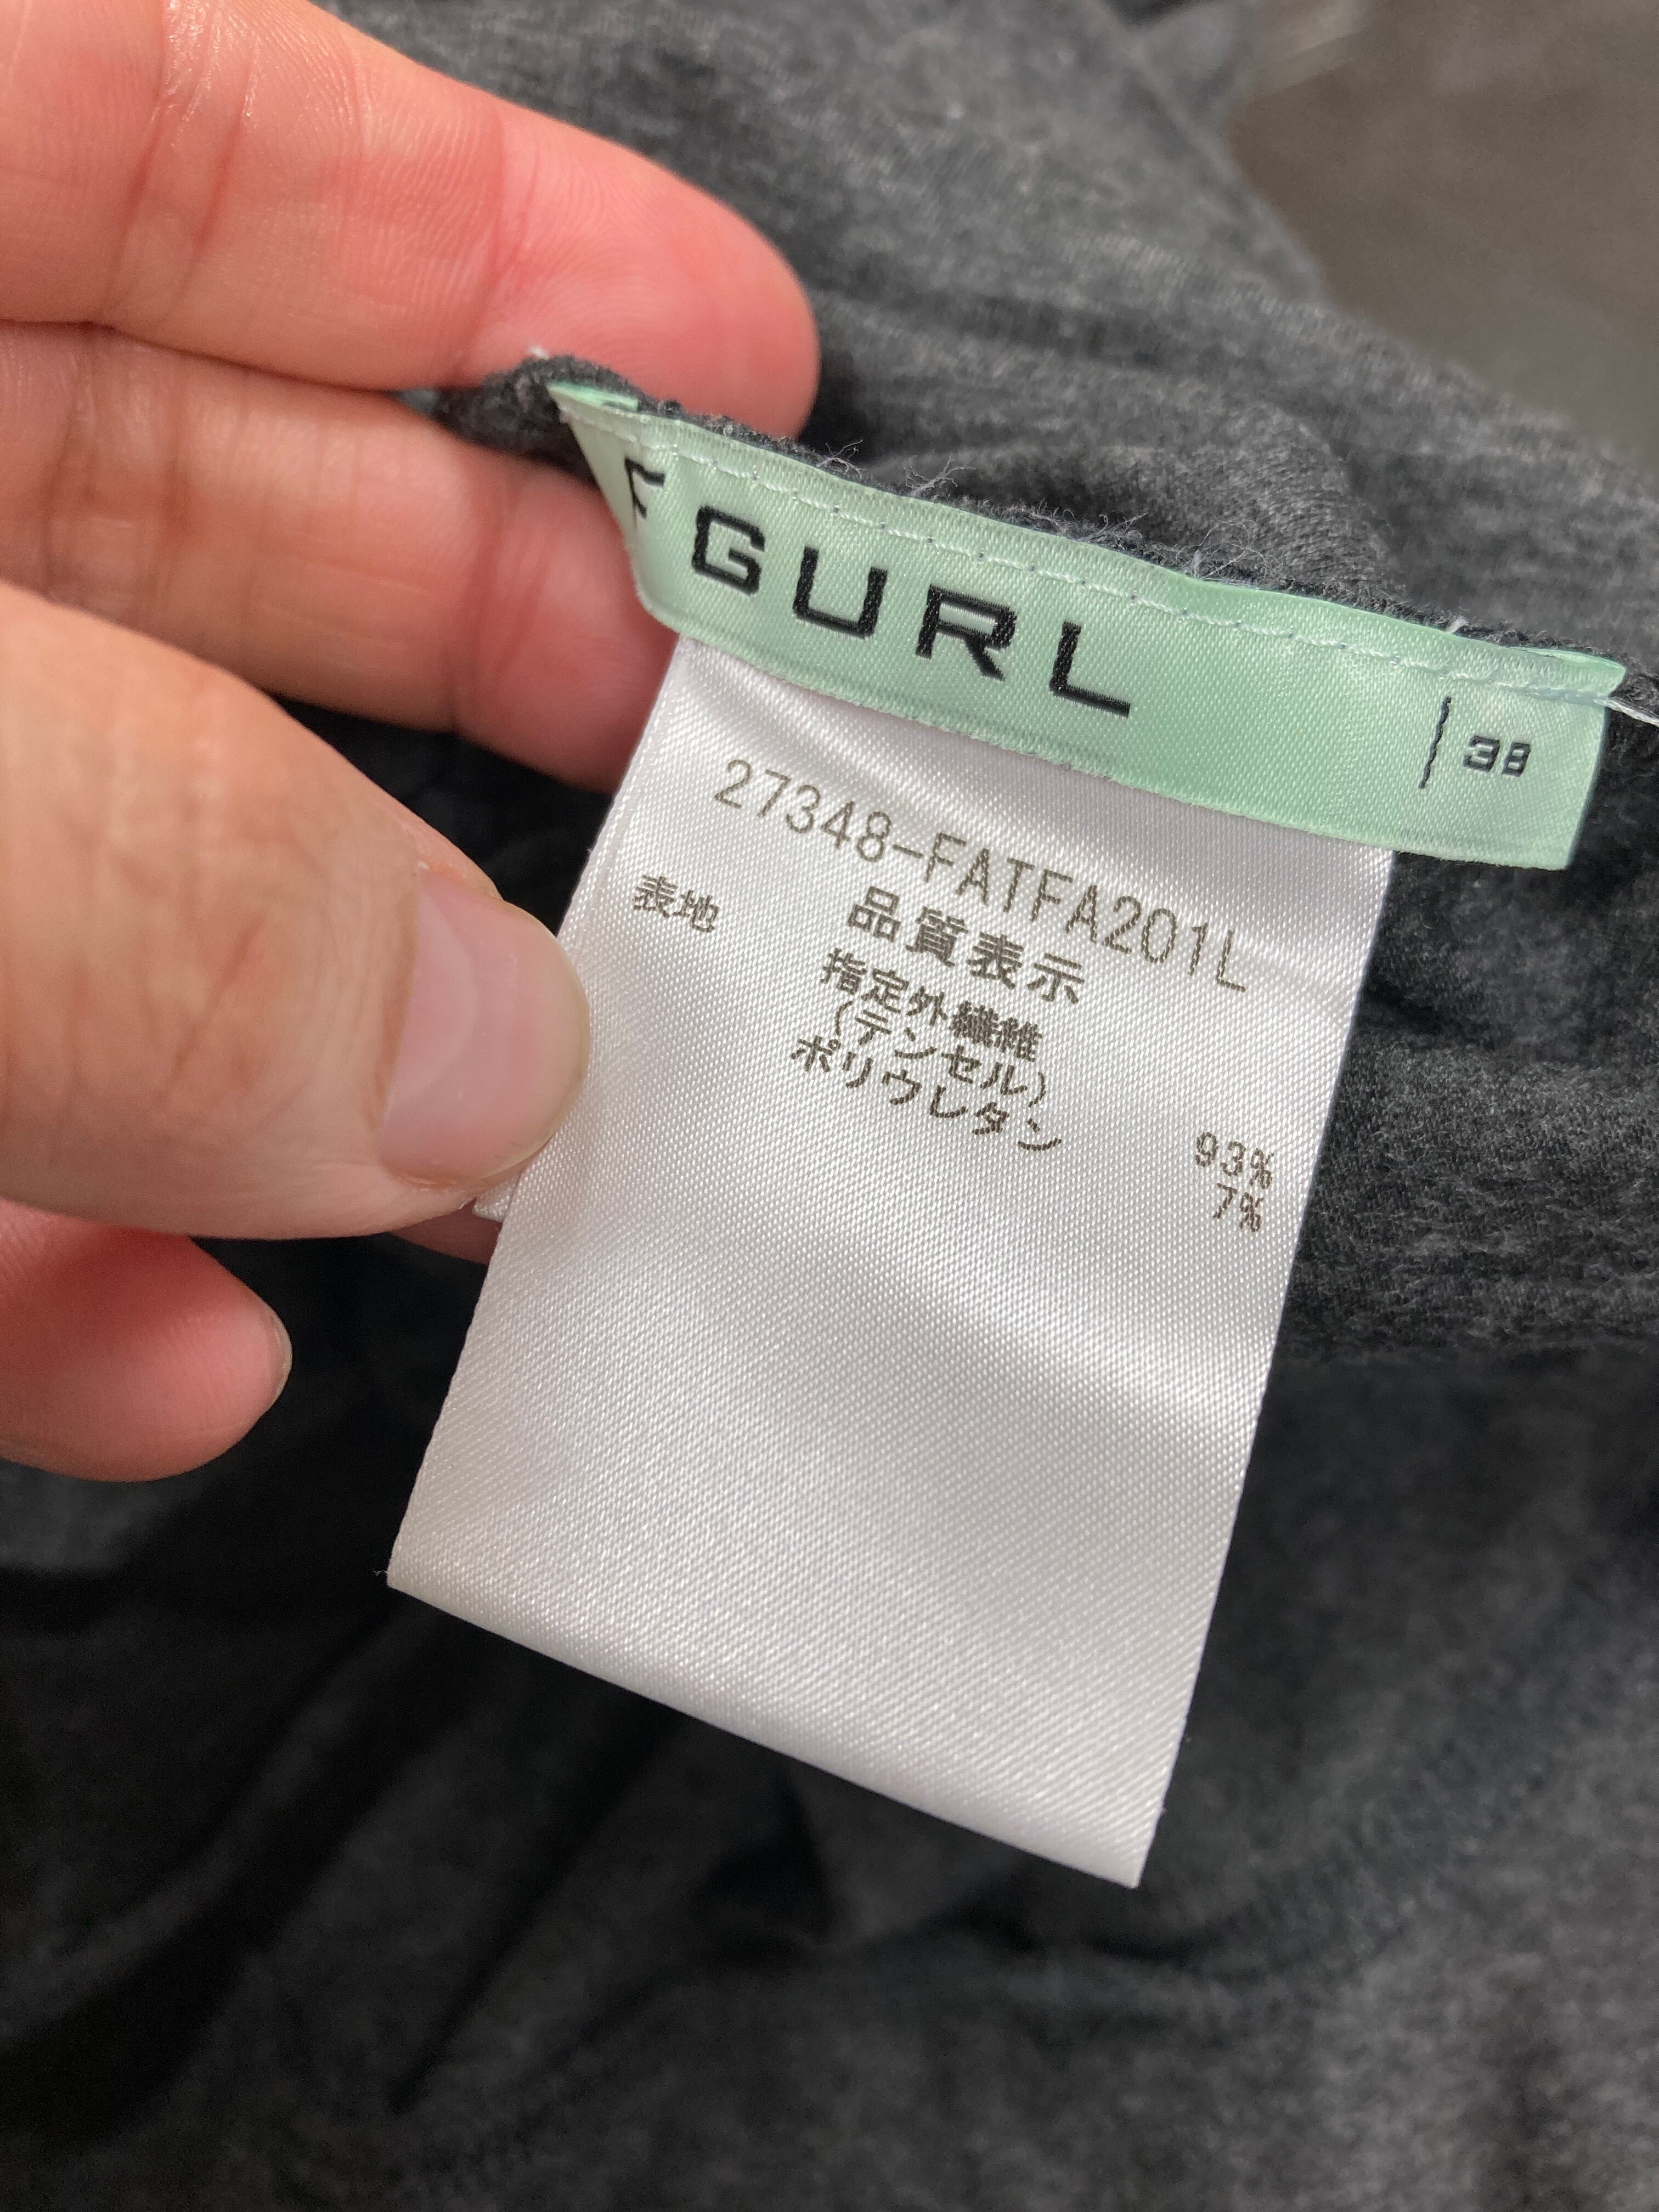 F GURL | 38
27348-FATFA201L
品質表示
表地
指定外繊維
(テンセル) 93%
ポリウレタン 7%